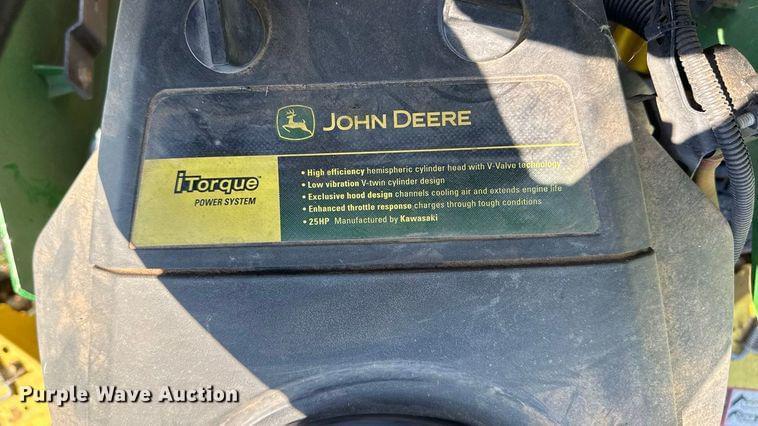 JOHN DEERE
iTorque™
POWER SYSTEM
• High efficiency hemispheric cylinder head with V-Valve technology
• Low vibration V-twin cylinder design
• Exclusive hood design channels cooling air and extends engine life
• Enhanced throttle response charges through tough conditions
• 25HP Manufactured by Kawasaki
Purple Wave Auction